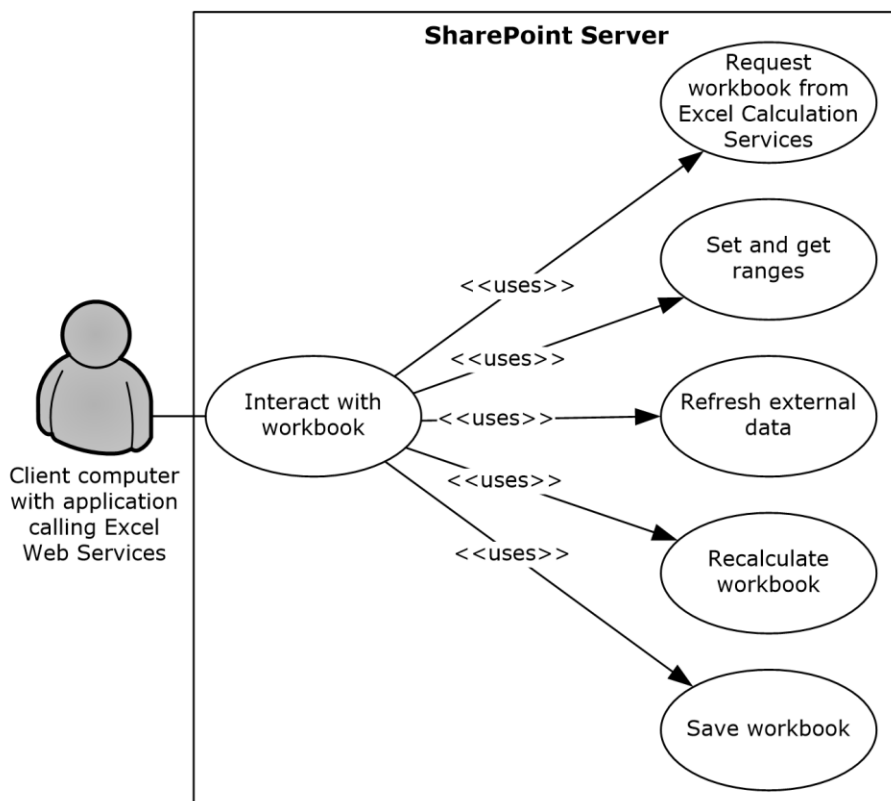 SharePoint Server
Request
workbook from
Excel Calculation
Services
<<uses>>
Set and get
ranges
<<uses>>
Interact with
workbook
<<uses>>
Refresh external
data
Client computer
with application
calling Excel
Web Services
<<uses>>
Recalculate
workbook
<<uses>>
Save workbook